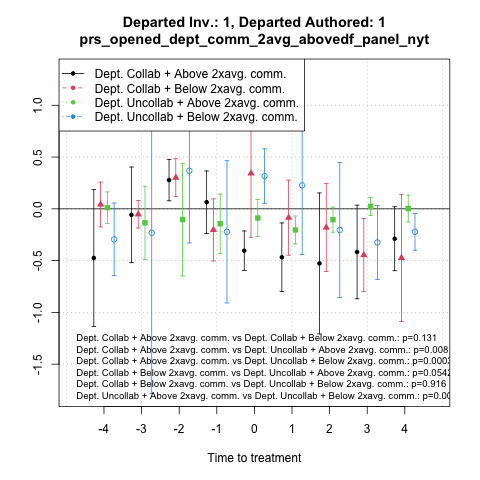 Departed Inv.: 1, Departed Authored: 1
prs_opened_dept_comm_2avg_abovedf_panel_nyt
Dept. Collab + Above 2xavg. comm.
Dept. Collab + Below 2xavg. comm.
Dept. Uncollab + Above 2xavg. comm.
Dept. Uncollab + Below 2xavg. comm.
1.0
0.5
0.0
-0.5
-1.0
-1.5
Dept. Collab + Above 2xavg. comm. vs Dept. Collab + Below 2xavg. comm.: p=0.131
Dept. Collab + Above 2xavg. comm. vs Dept. Uncollab + Above 2xavg. comm.: p=0.008
Dept. Collab + Above 2xavg. comm. vs Dept. Uncollab + Below 2xavg. comm.: p=0.000
Dept. Collab + Below 2xavg. comm. vs Dept. Uncollab + Above 2xavg. comm.: p=0.054
Dept. Collab + Below 2xavg. comm. vs Dept. Uncollab + Below 2xavg. comm.: p=0.916
Dept. Uncollab + Above 2xavg. comm. vs Dept. Uncollab + Below 2xavg. comm.: p=0.00
-4 -3 -2 -1 0 1 2 3 4
Time to treatment